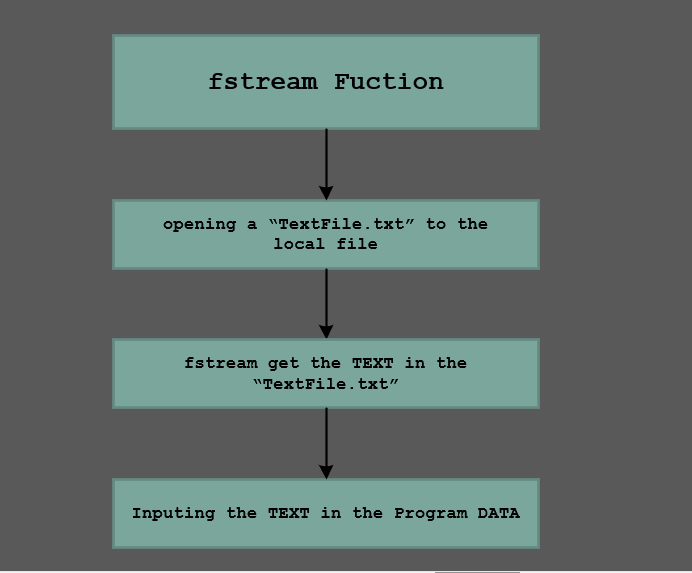 fstream Fuction
opening a “TextFile.txt” to the
local file
fstream get the TEXT in the
“TextFile.txt”
Inputing the TEXT in the Program DATA